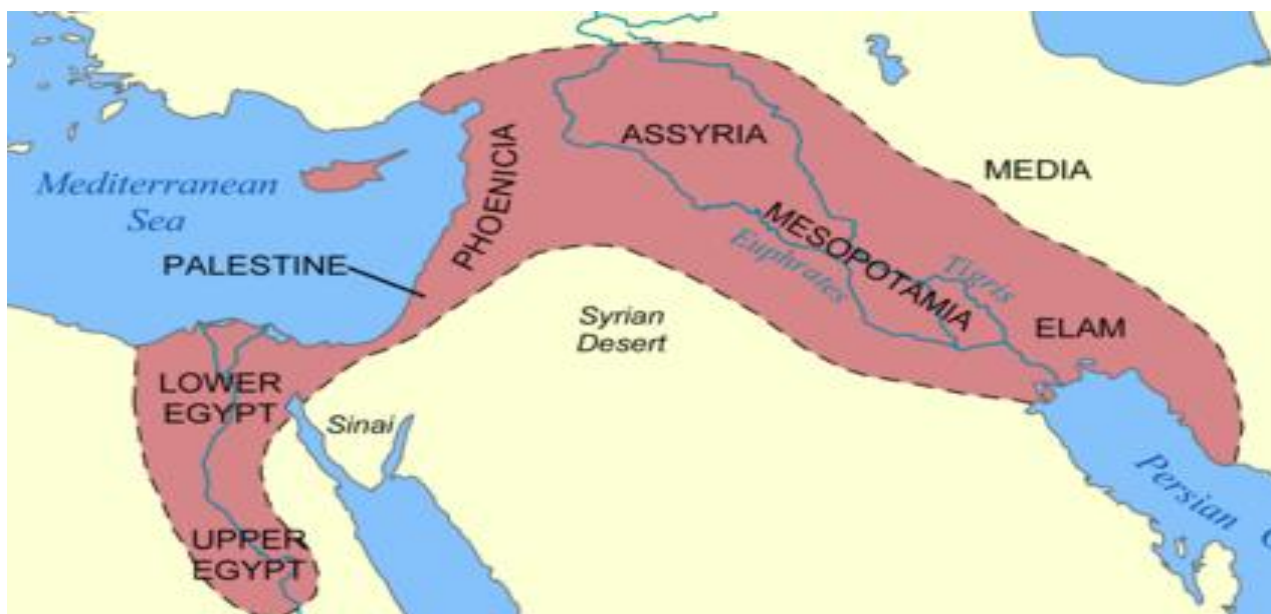 ASSYRIA
MEDIA
Mediterranean
Sea
PHOENICIA
PALESTINE
MESOPOTAMIA
Euphrates
Tigris
Syrian
Desert
ELAM
LOWER
EGYPT
Sinai
Persian
UPPER
EGYPT